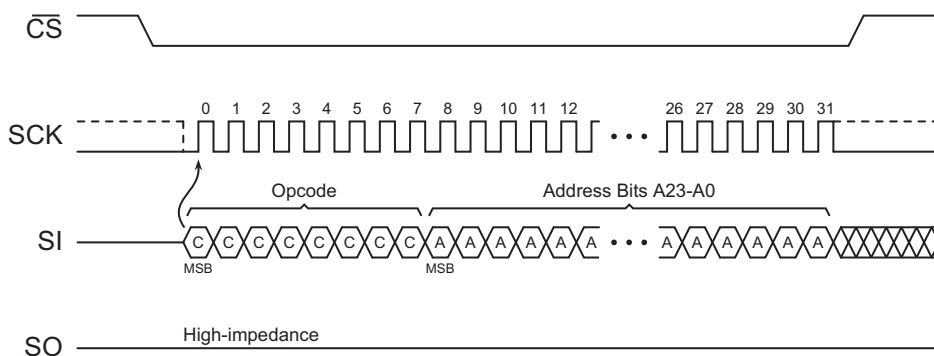 CS
0 1 2 3 4 5 6 7 8 9 10 11 12 26 27 28 29 30 31
SCK
Opcode Address Bits A23-A0
SI C C C C C C C C A A A A A A • • • A A A A A A
MSB MSB
High-impedance
SO